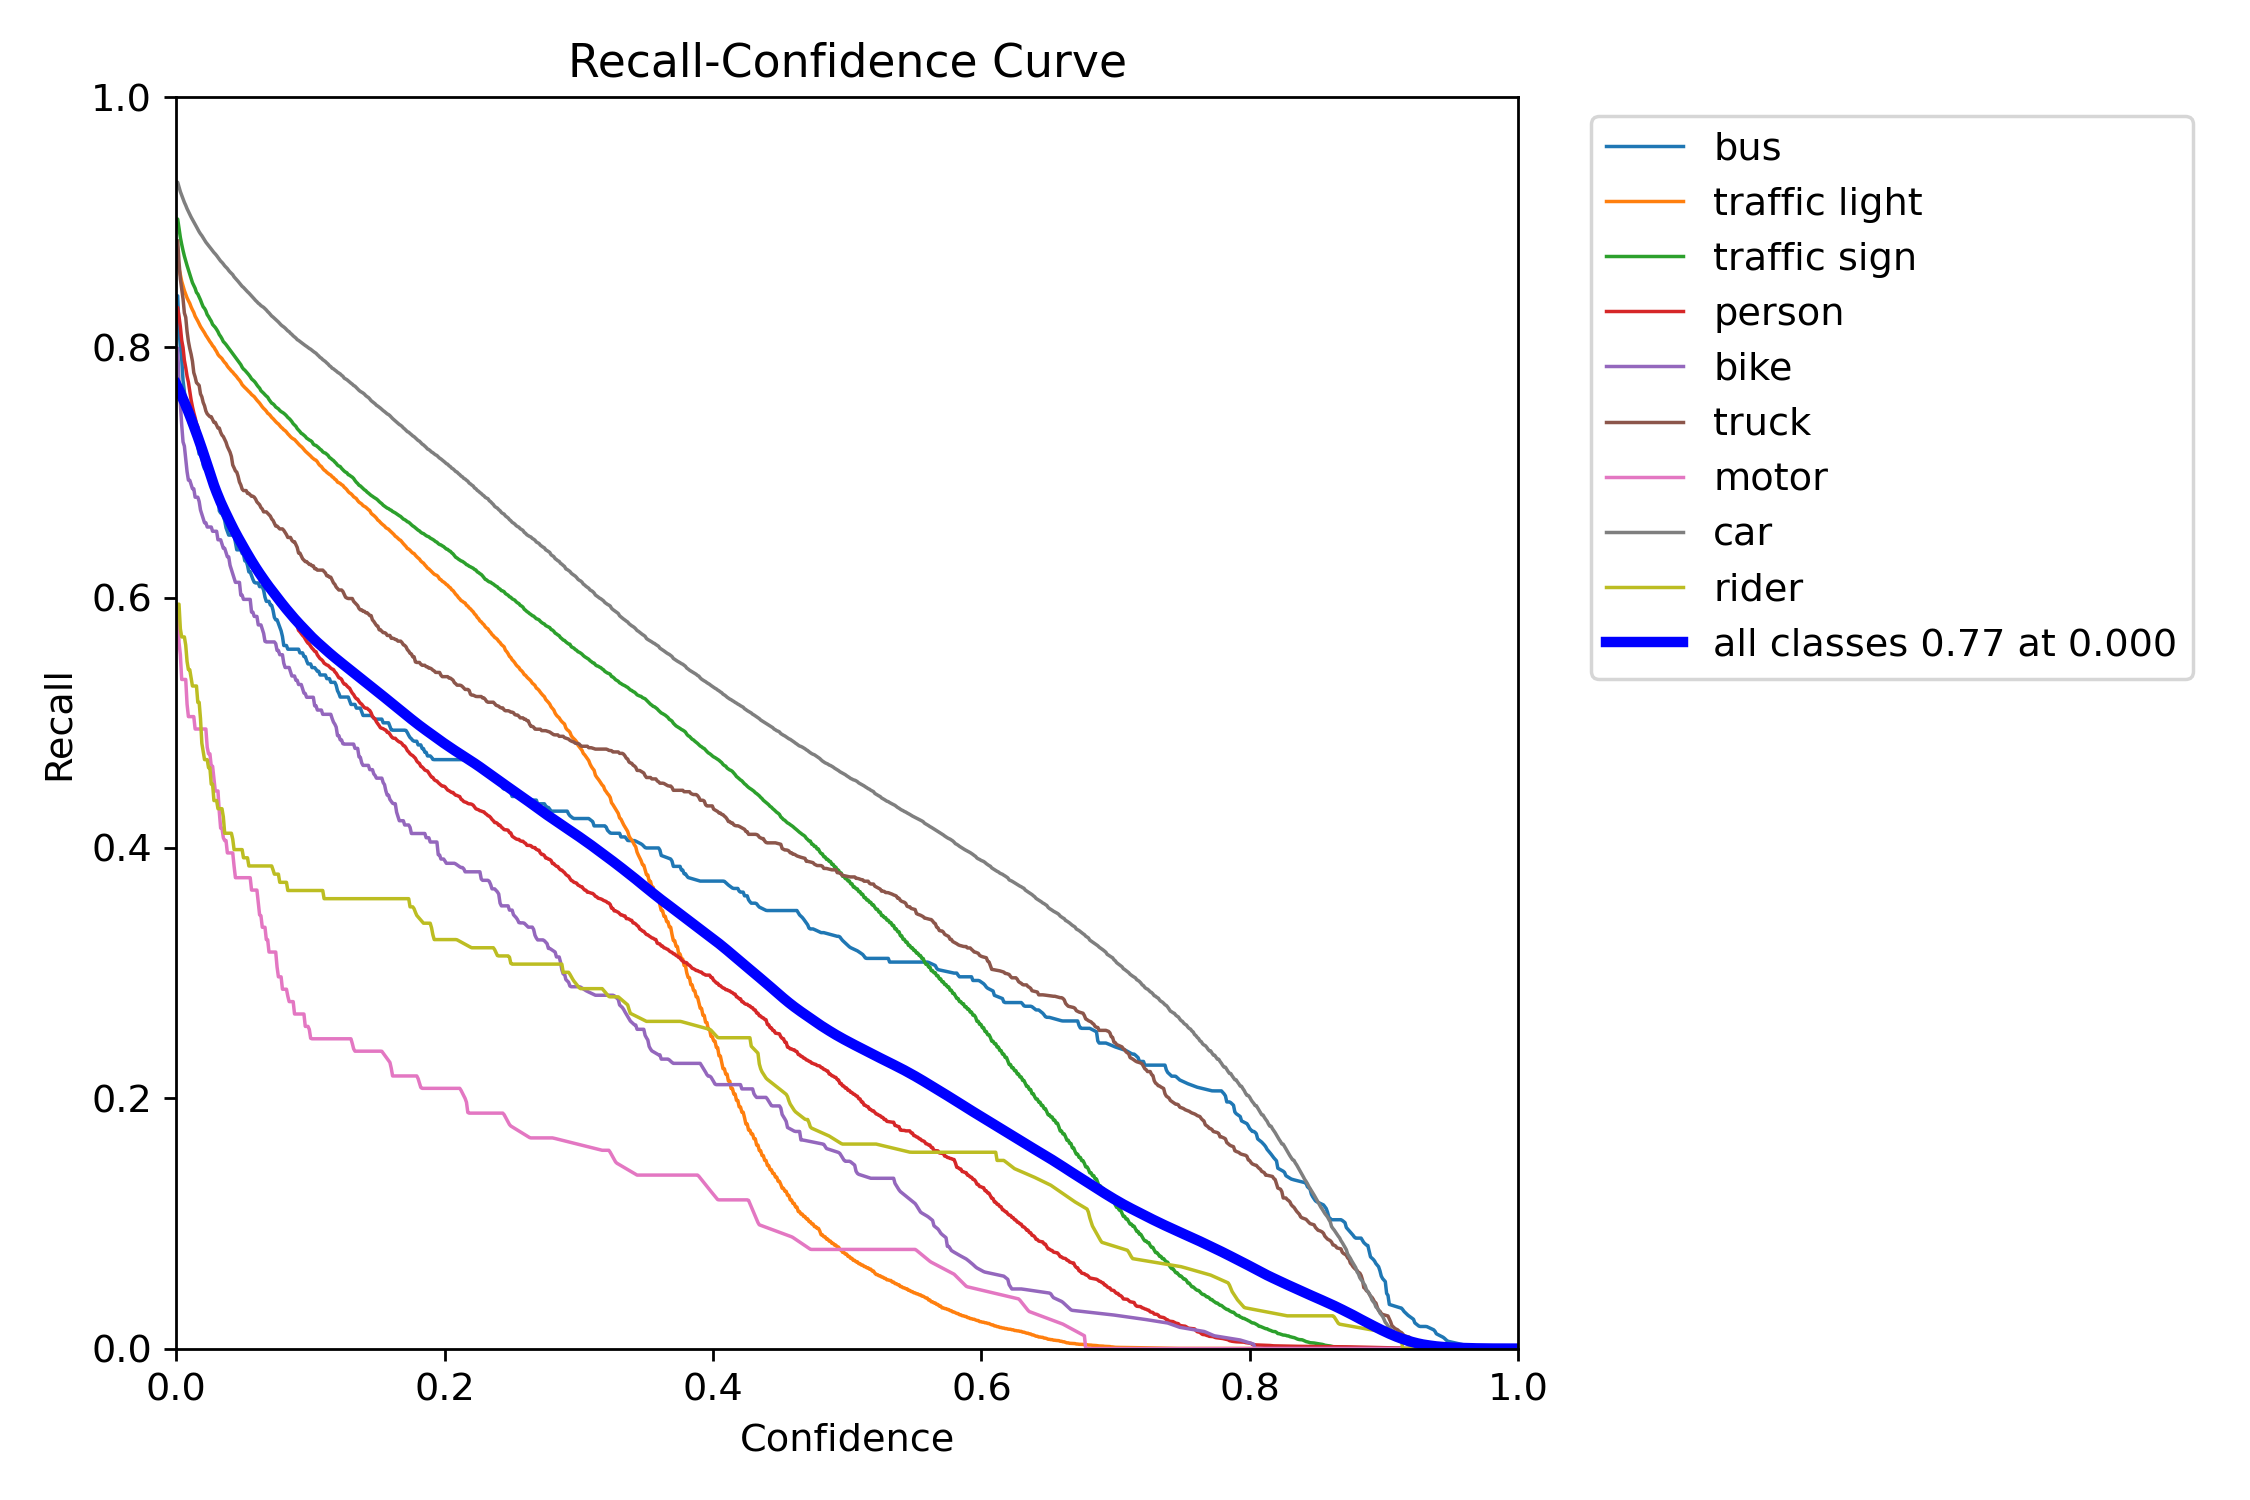 Recall-Confidence Curve
1.0
0.8
0.6
0.4
0.2
0.0
Recall
0.0 0.2 0.4 0.6 0.8 1.0
Confidence
bus
traffic light
traffic sign
person
bike
truck
motor
car
rider
all classes 0.77 at 0.000